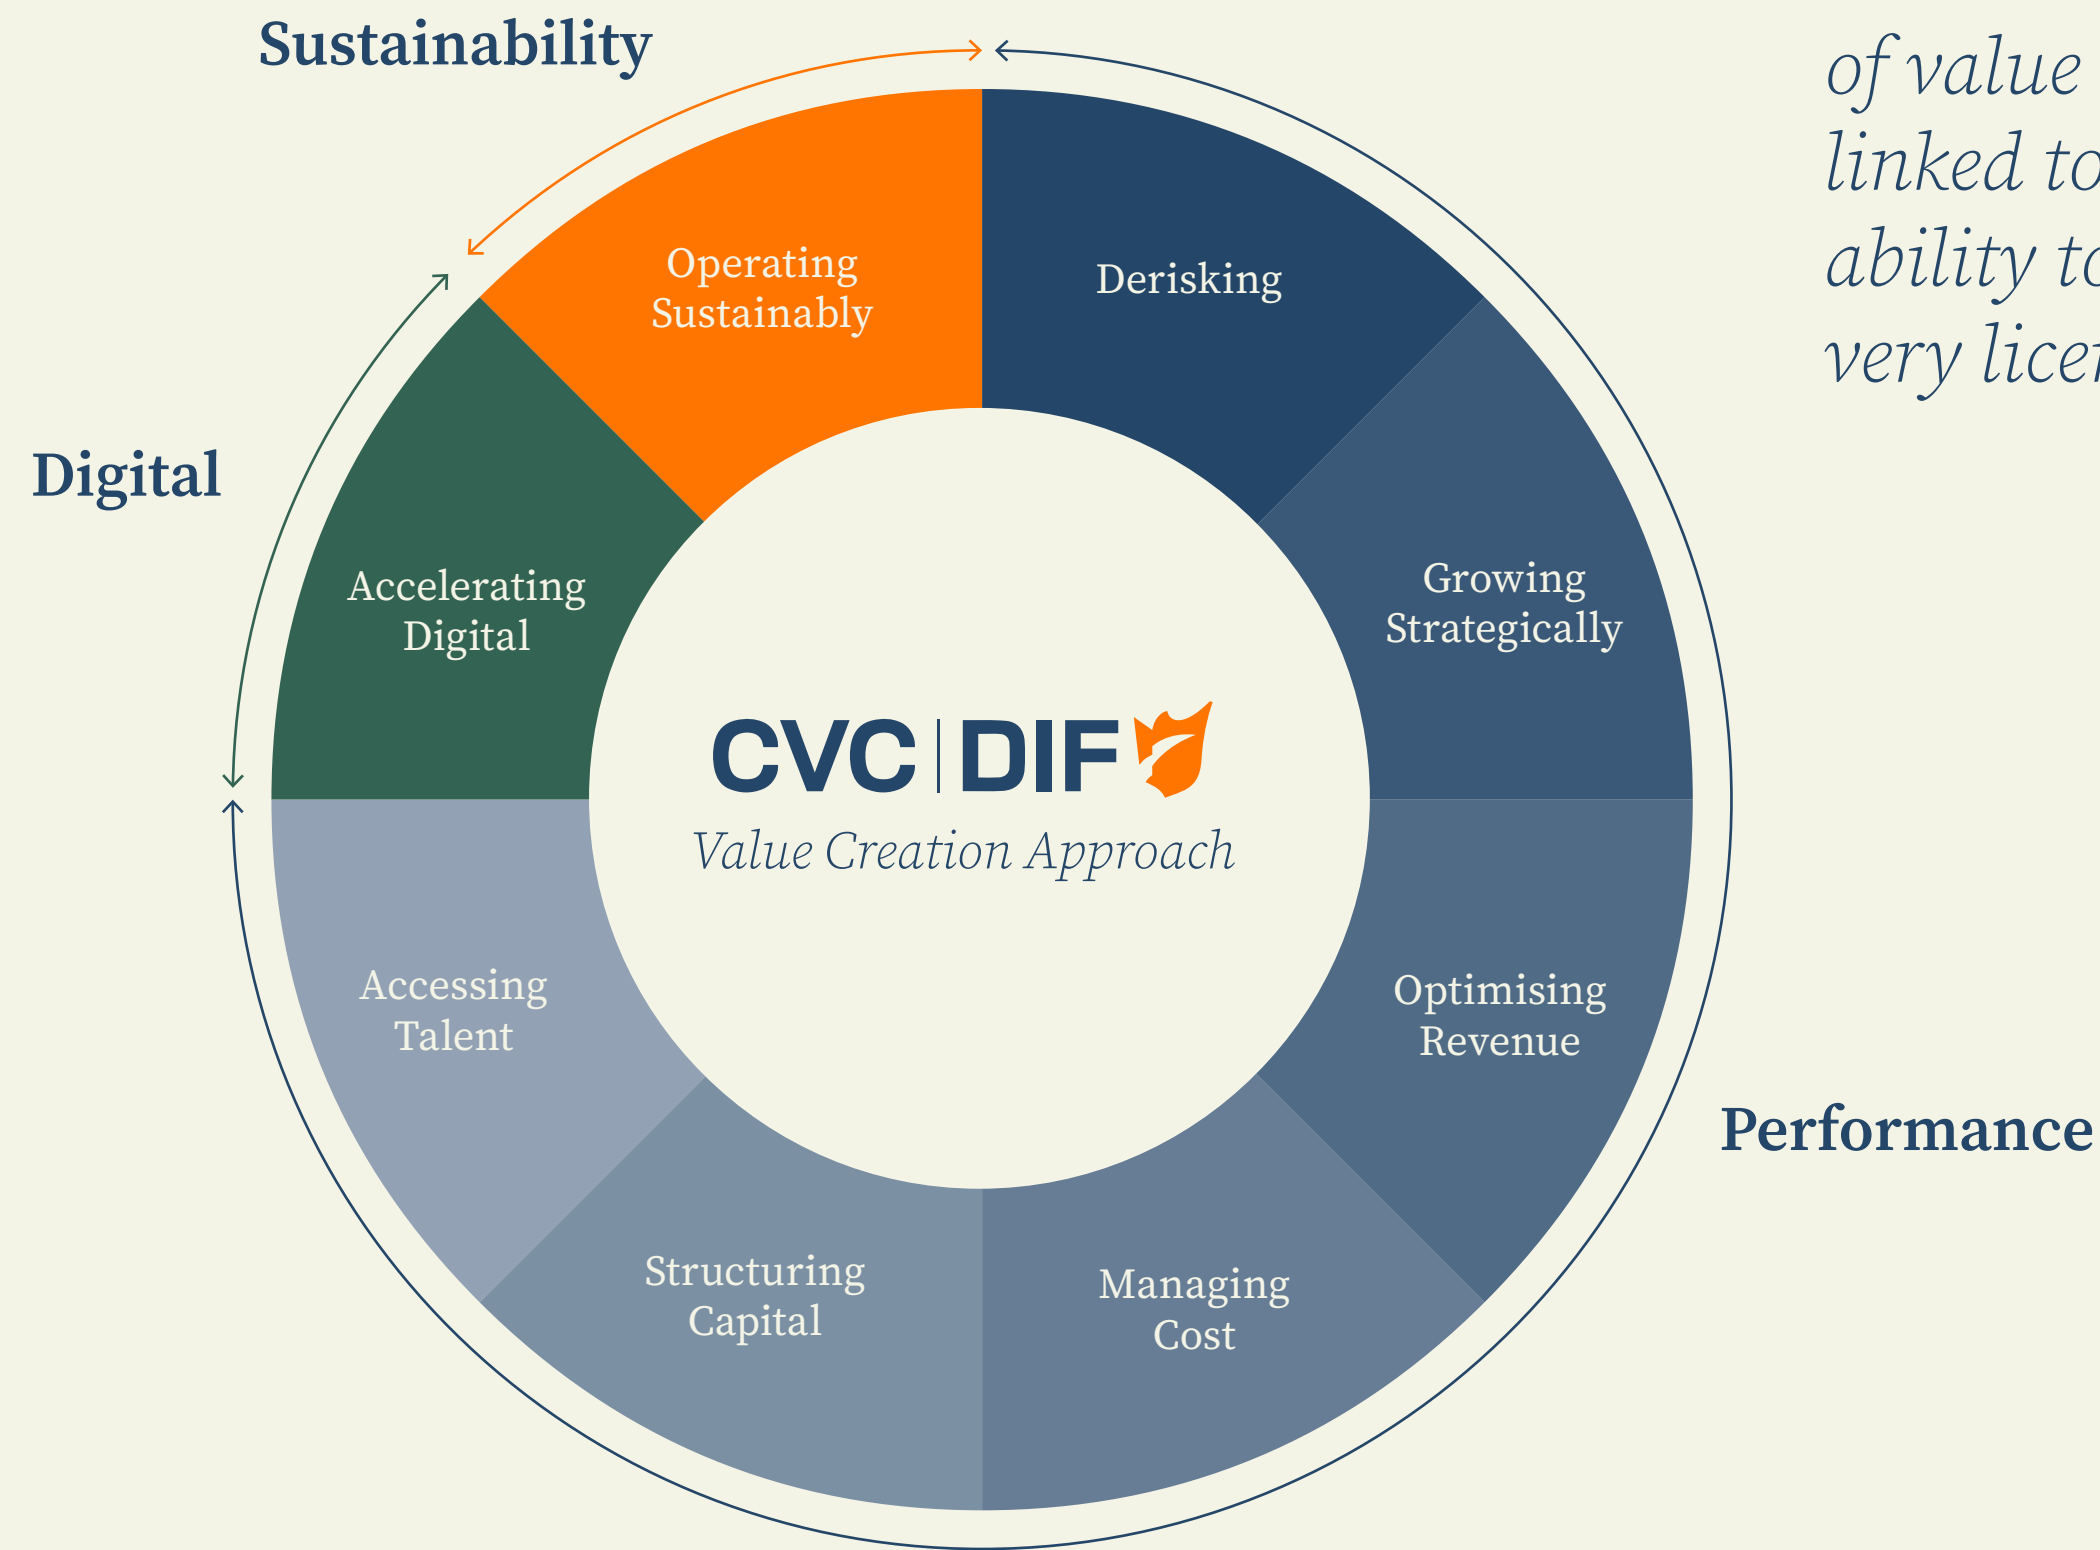 Sustainability
of value
linked to
ability to
very
Digital
Operating
Sustainably
Derisking
Accelerating
Digital
Growing
Strategically
CVC | DIF
Value Creation Approach
Accessing
Talent
Optimising
Revenue
Performance
Structuring
Capital
Managing
Cost